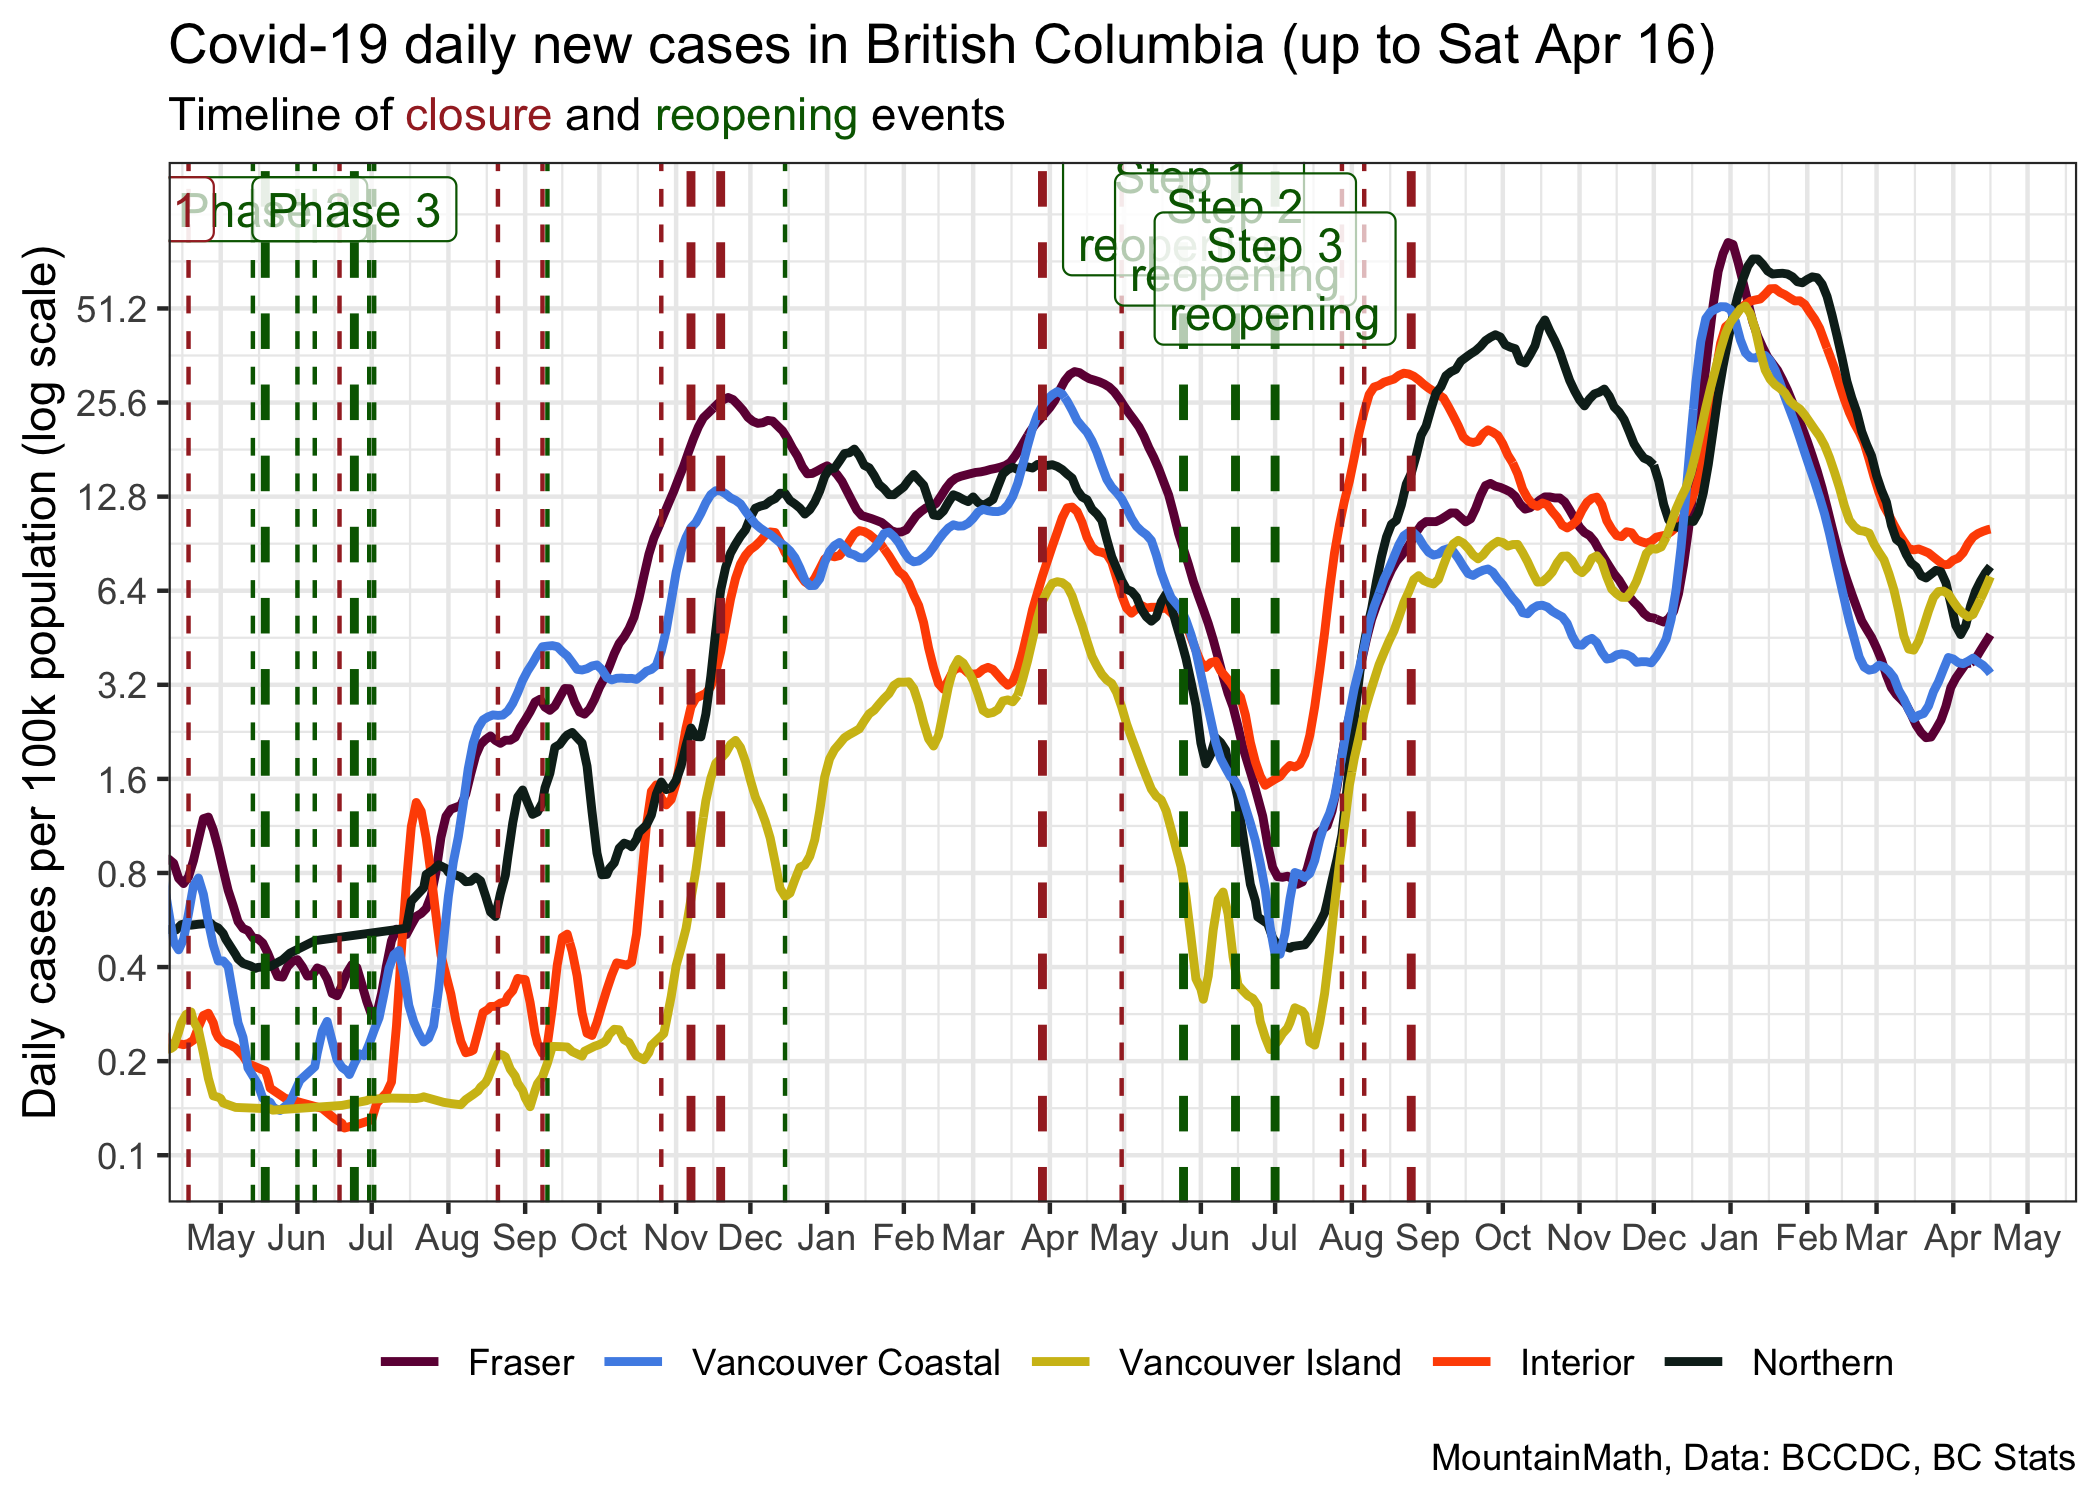 Covid-19 daily new cases in British Columbia (up to Sat Apr 16)
Timeline of closure and reopening events
1
Phase 3
Step 1
Step 2
reopening
Step 3
reopening
Daily cases per 100k population (log scale)
51.2
25.6
12.8
6.4
3.2
1.6
0.8
0.4
0.2
0.1
May Jun Jul Aug Sep Oct Nov Dec Jan Feb Mar Apr May Jun Jul Aug Sep Oct Nov Dec Jan Feb Mar Apr May
Fraser Vancouver Coastal Vancouver Island Interior Northern
MountainMath, Data: BCCDC, BC Stats